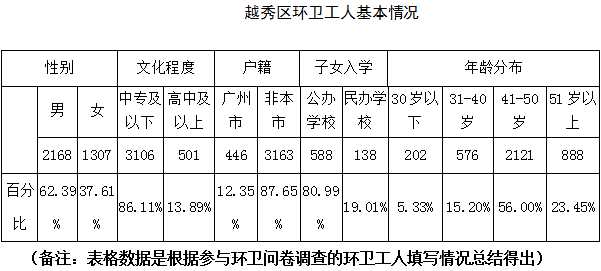 越秀区环卫工人基本情况
性别 文化程度 户籍 子女入学 年龄分布
男 女 中专及以下 高中及以上 广州市 非本市 公办学校 民办学校 30岁以下 31-40岁 41-50岁 51岁以上
2168 1307 3106 501 446 3163 588 138 202 576 2121 888
百分比 62.39% 37.61% 86.11% 13.89% 12.35% 87.65% 80.99% 19.01% 5.33% 15.20% 56.00% 23.45%
（备注：表格数据是根据参与环卫问卷调查的环卫工人填写情况总结得出）